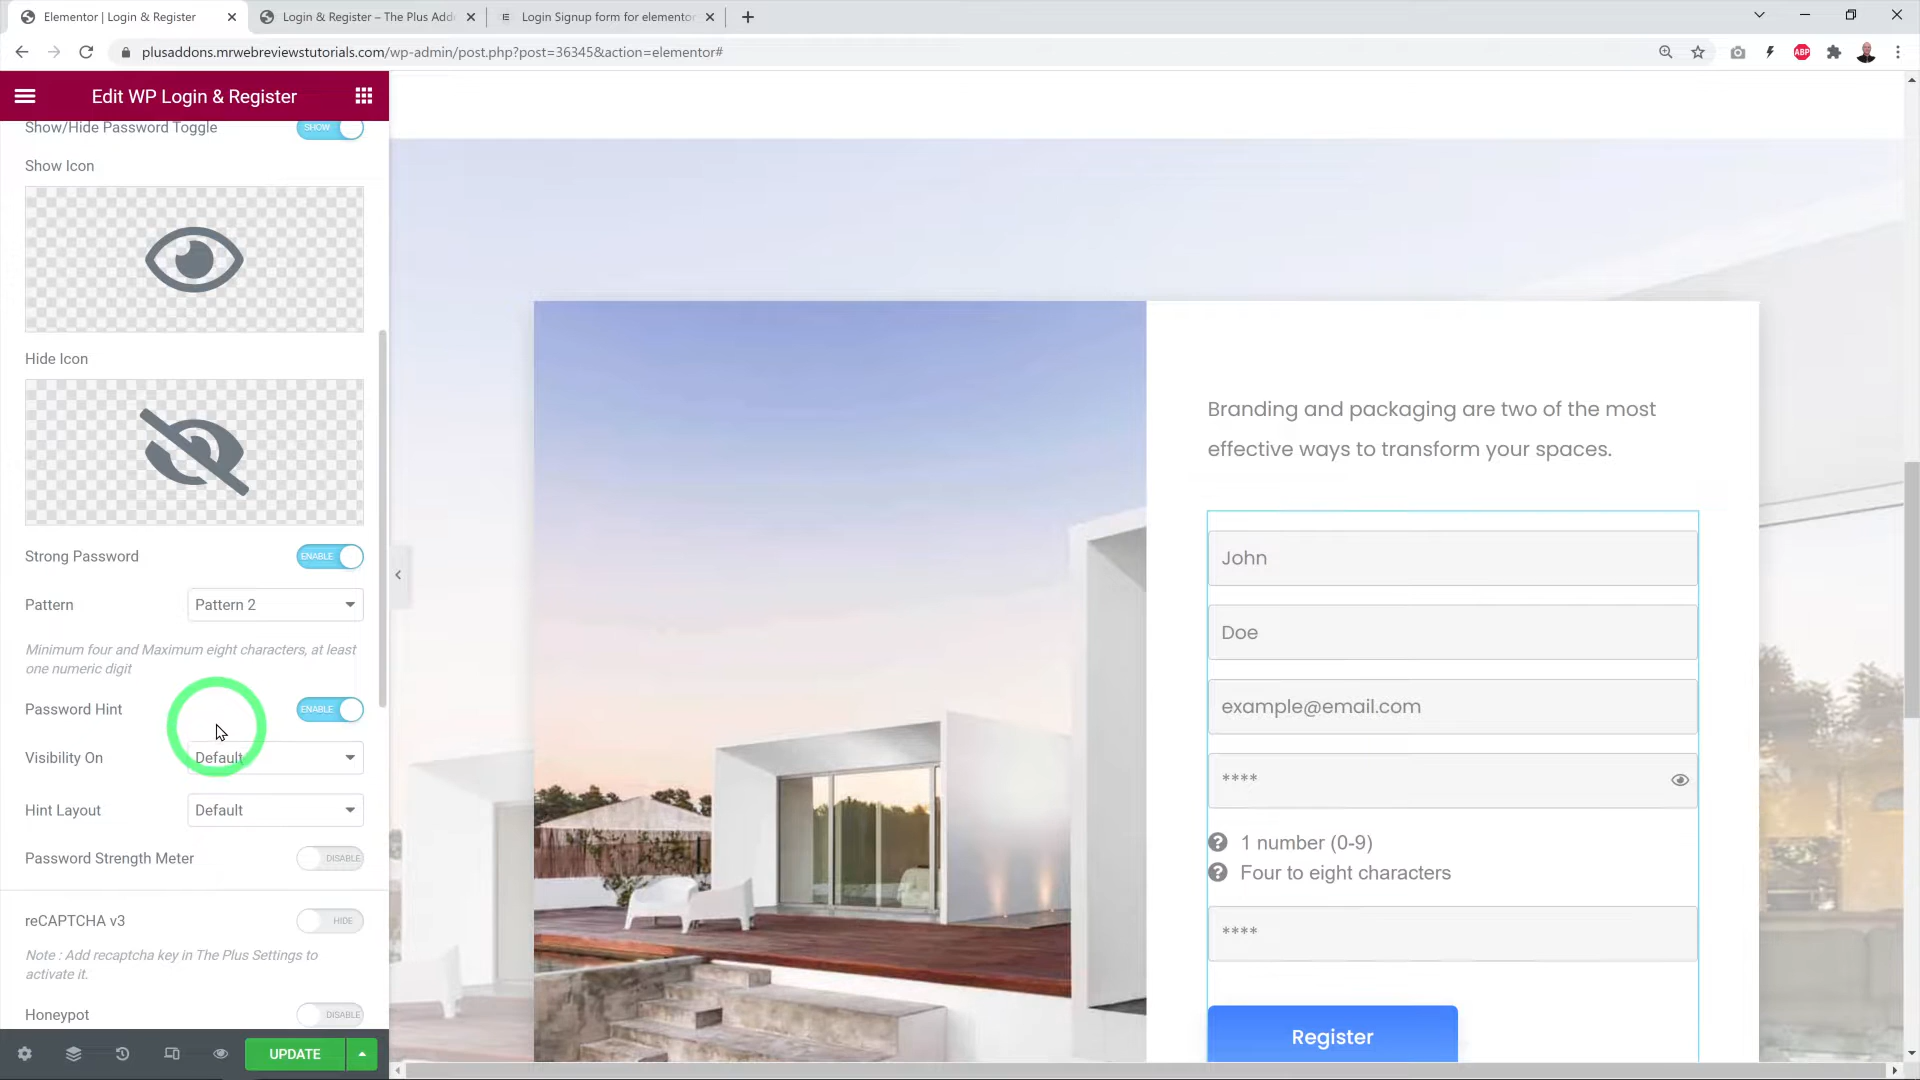 Elementor | Login & Register
Login & Register – The Plus Add
Login Signup form for elementor
plusaddons.mrwebreviewstutorials.com/wp-admin/post.php?post=36345&action=elementor#
ABP
Edit WP Login & Register
Show/Hide Password Toggle
SHOW
Show Icon
Hide Icon
Strong Password
ENABLE
Pattern
Pattern 2
Minimum four and Maximum eight characters, at least
one numeric digit
Password Hint
ENABLE
Visibility On
Default
Hint Layout
Default
Password Strength Meter
DISABLE
reCAPTCHA v3
HIDE
Note : Add recaptcha key in The Plus Settings to
activate it.
Honeypot
DISABLE
UPDATE
Branding and packaging are two of the most
effective ways to transform your spaces.
John
Doe
example@email.com
****
1 number (0-9)
Four to eight characters
****
Register